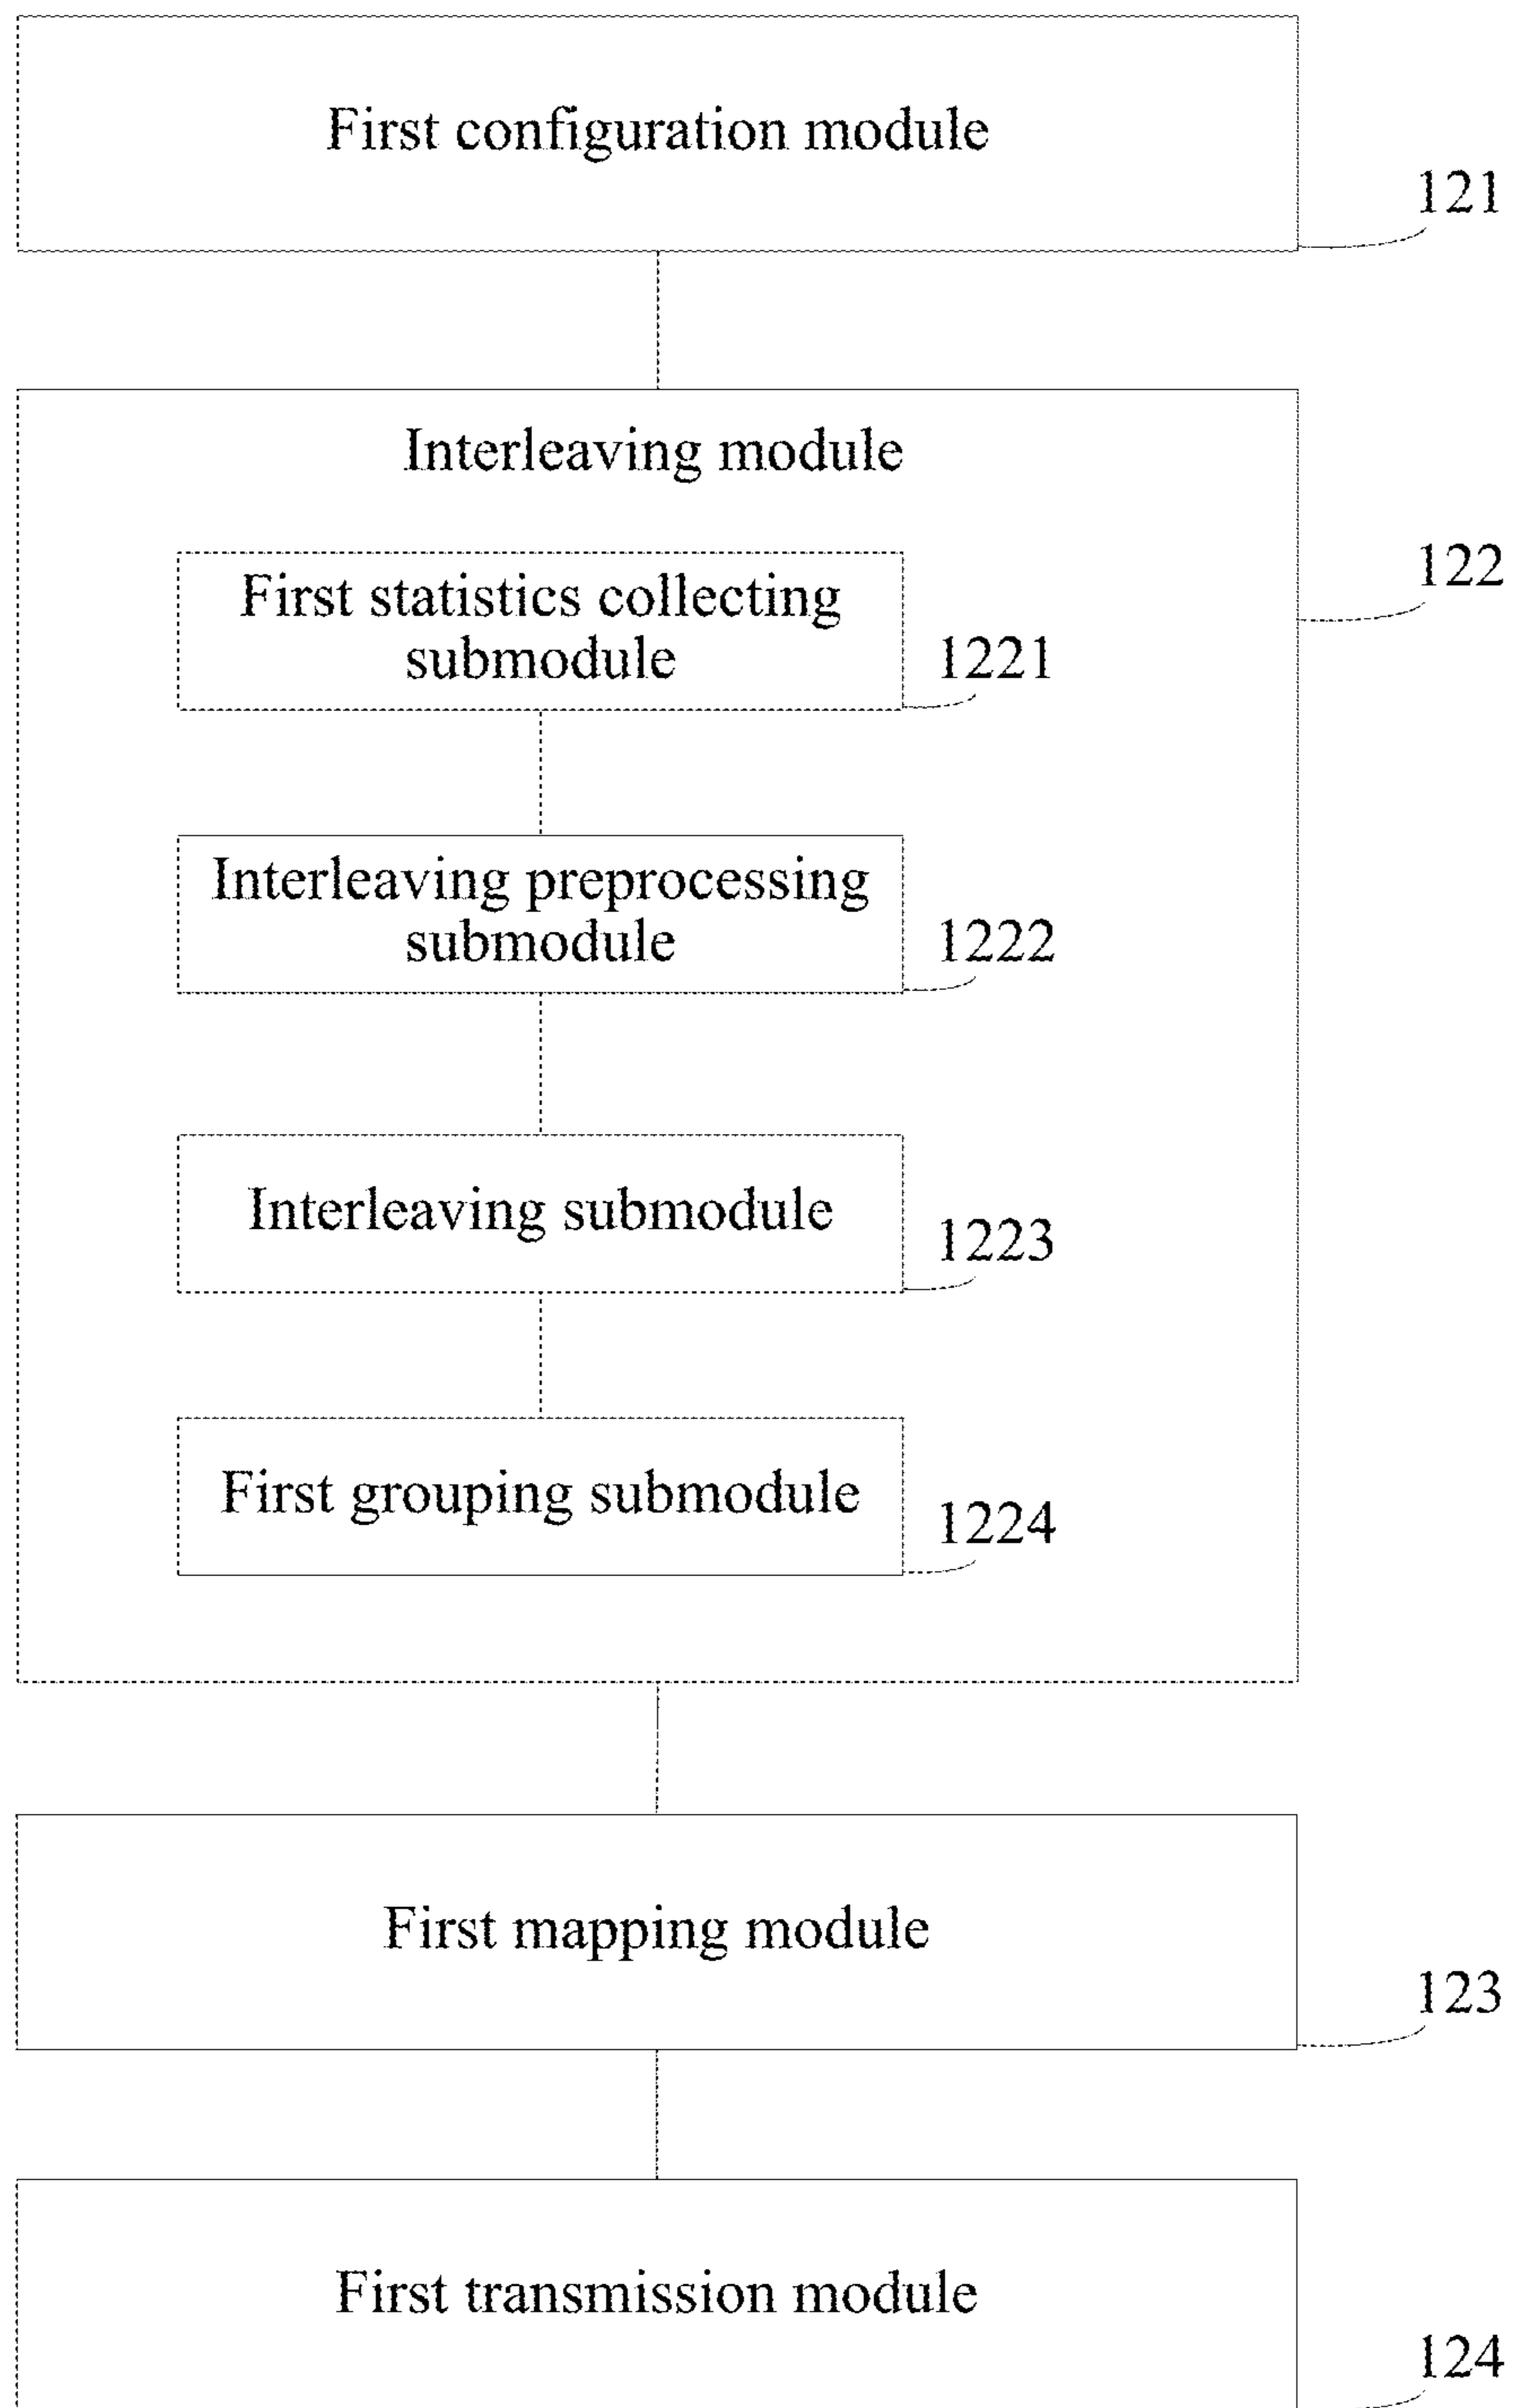 First configuration module
121
Interleaving module
122
First statistics collecting
submodule
1221
Interleaving preprocessing
submodule
1222
Interleaving submodule
1223
First grouping submodule
1224
First mapping module
123
First transmission module
124